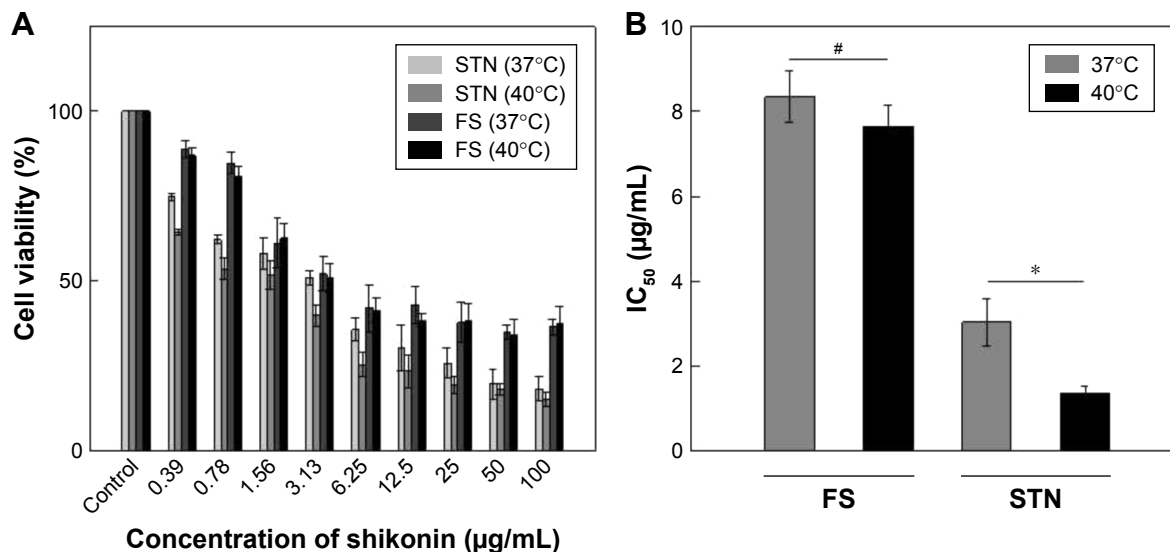 A
Cell viability (%)
100
50
0
STN (37°C)
STN (40°C)
FS (37°C)
FS (40°C)
Control
0.39
0.78
1.56
3.13
6.25
12.5
25
50
100
Concentration of shikonin (µg/mL)
B
IC50 (µg/mL)
10
8
6
4
2
0
37°C
40°C
#
*
FS
STN